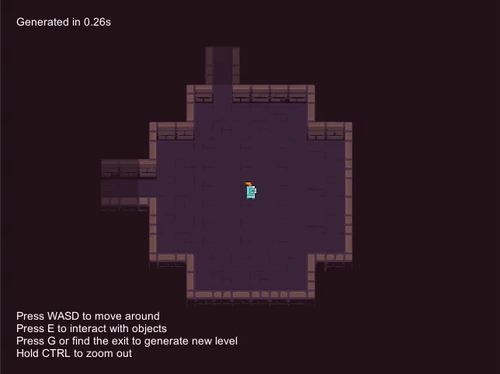 Generated in 0.26s
Press WASD to move around
Press E to interact with objects
Press G or find the exit to generate new level
Hold CTRL to zoom out